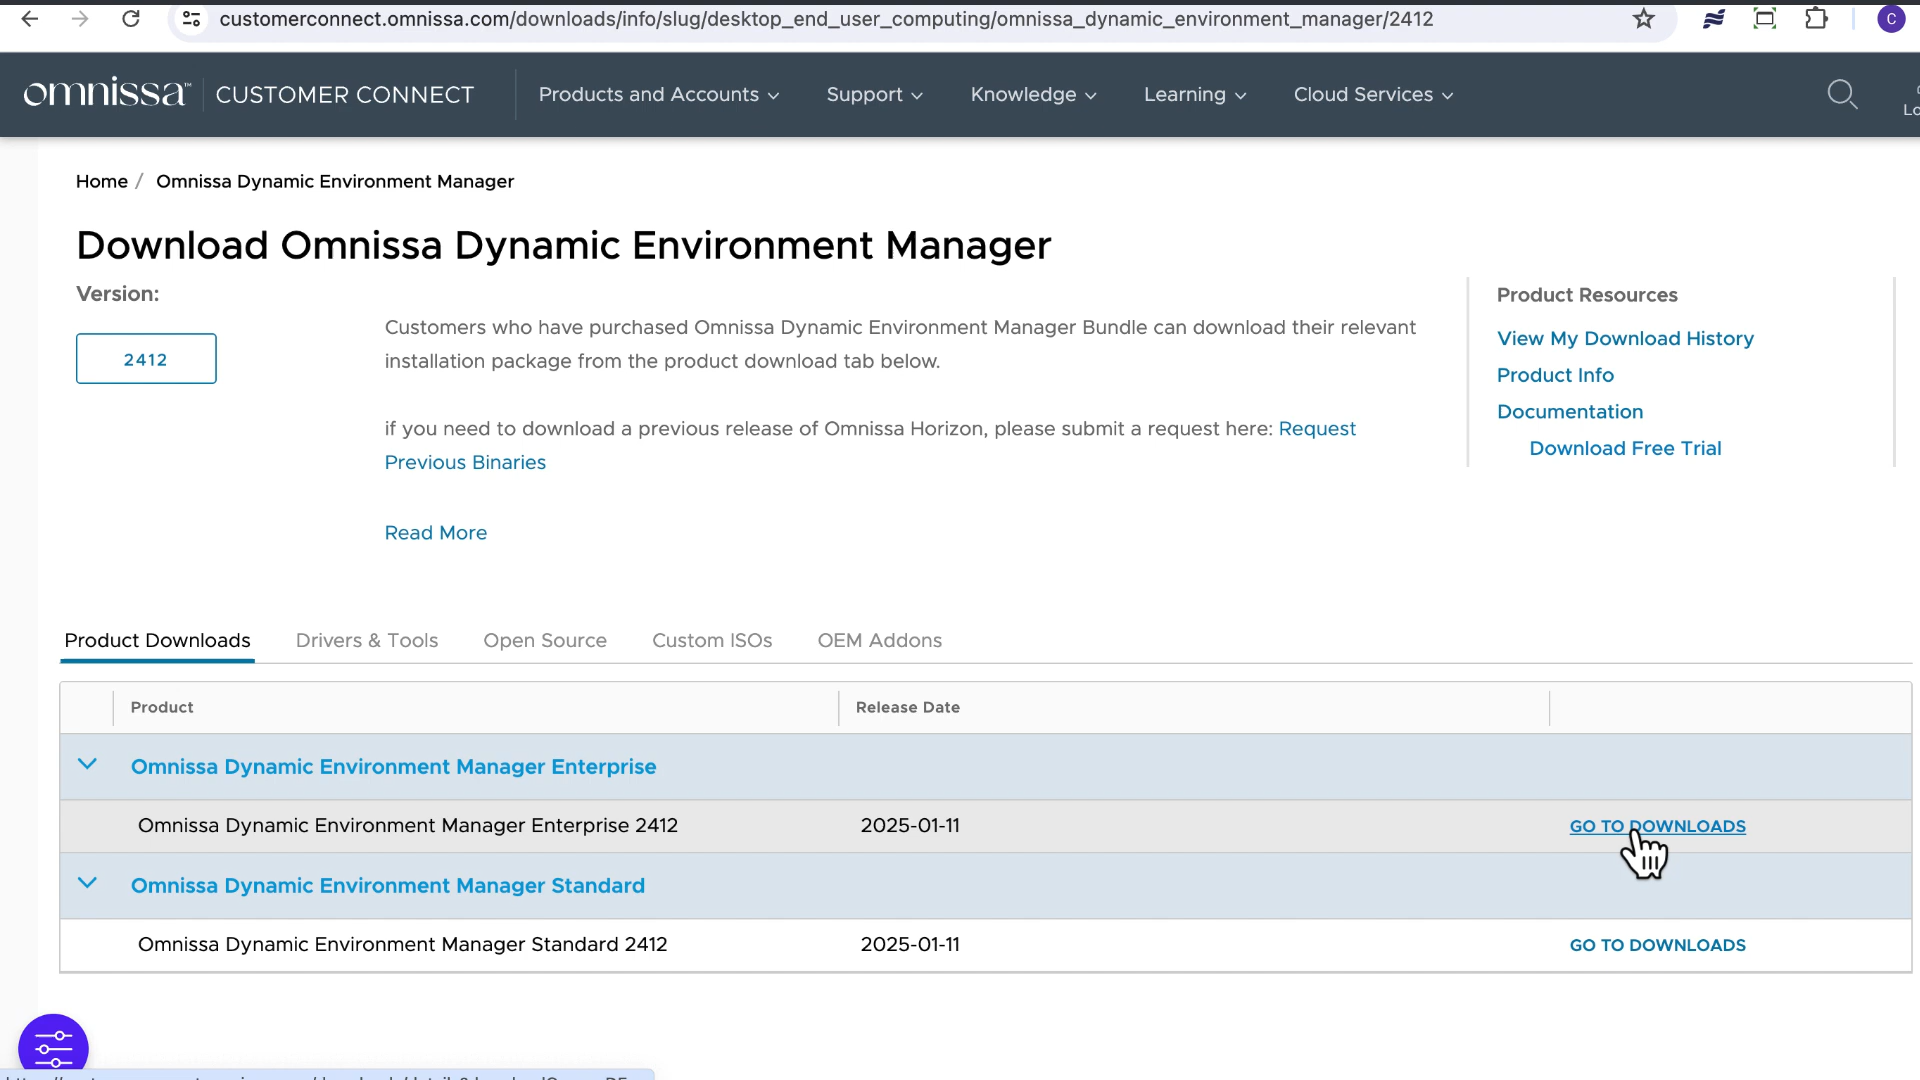 customerconnect.omnissa.com/downloads/info/slug/desktop_end_user_computing/omnissa_dynamic_environment_manager/2412
C
omnissa™ CUSTOMER CONNECT Products and Accounts Support Knowledge Learning Cloud Services
Home / Omnissa Dynamic Environment Manager
Download Omnissa Dynamic Environment Manager
Version:
2412
Customers who have purchased Omnissa Dynamic Environment Manager Bundle can download their relevant
installation package from the product download tab below.
if you need to download a previous release of Omnissa Horizon, please submit a request here: Request
Previous Binaries
Read More
Product Resources
View My Download History
Product Info
Documentation
Download Free Trial
Product Downloads Drivers & Tools Open Source Custom ISOs OEM Addons
Product Release Date
Omnissa Dynamic Environment Manager Enterprise
Omnissa Dynamic Environment Manager Enterprise 2412 2025-01-11 GO TO DOWNLOADS
Omnissa Dynamic Environment Manager Standard
Omnissa Dynamic Environment Manager Standard 2412 2025-01-11 GO TO DOWNLOADS